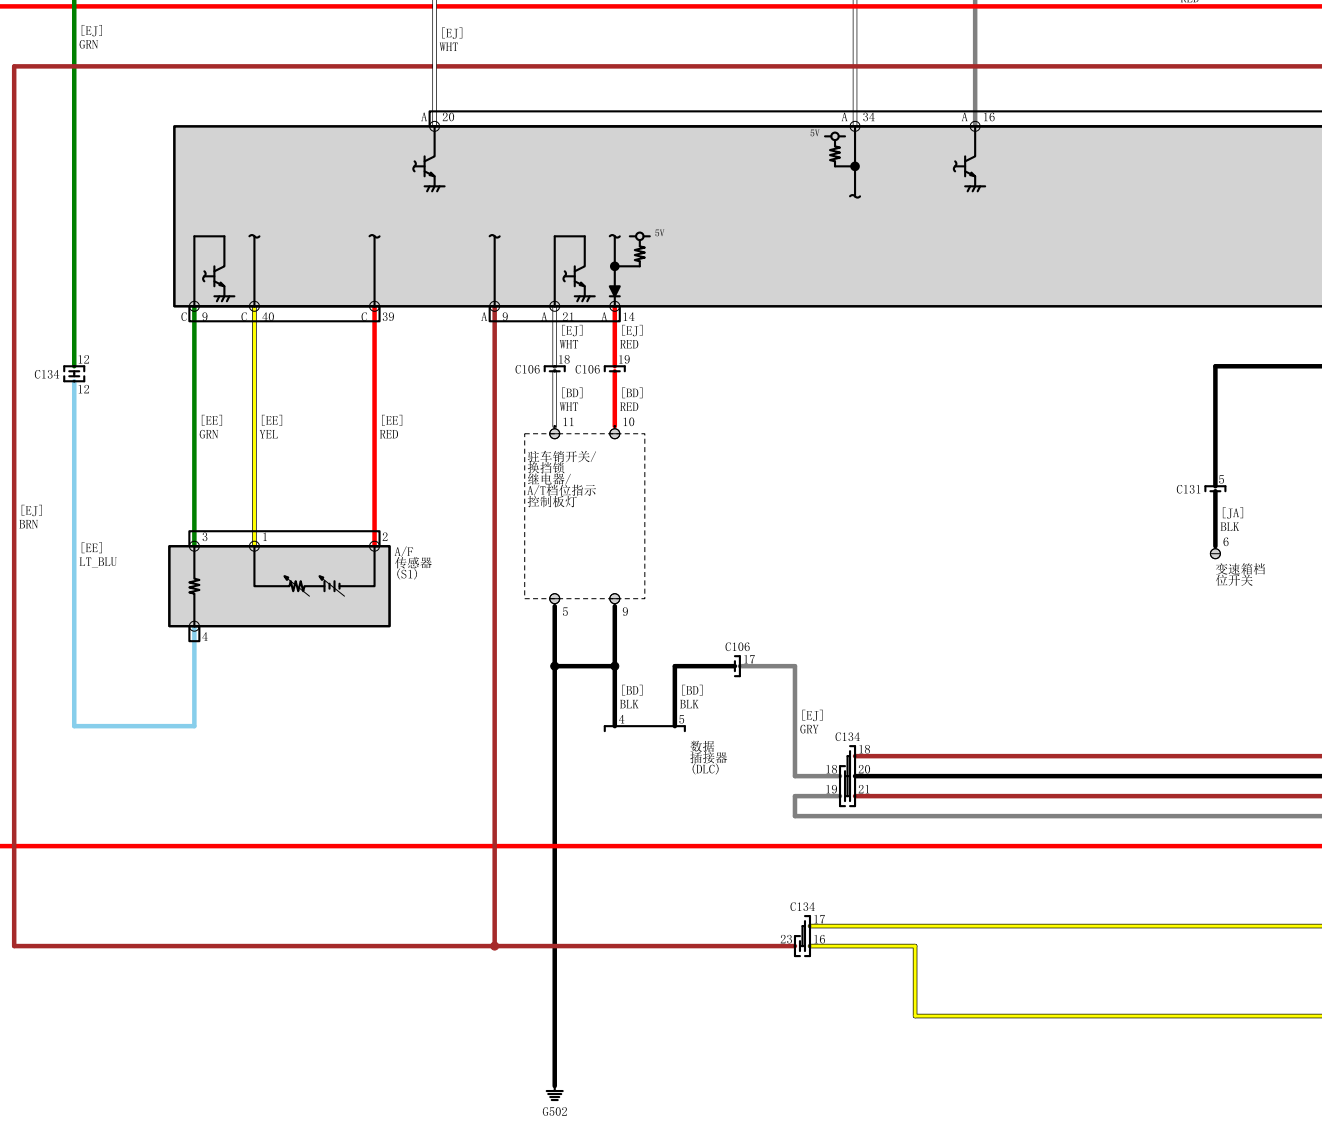 [EJ]
GRN
[EJ]
WHT
A 20
A 34
A 16
5V
5V
C 9
C 40
C 39
A 9
A 21
A 14
[EJ]
WHT
[EJ]
RED
12
C134
12
18
C106
19
C106
[BD]
WHT
[BD]
RED
11
10
[EE]
GRN
[EE]
YEL
[EE]
RED
驻车销开关/
换挡锁
继电器/
A/T档位指示
控制板灯
5
C131
[JA]
BLK
6
变速箱档
位开关
[EJ]
BRN
[EE]
LT_BLU
3
1
2
A/F
传感器
(S1)
4
5
9
C106
17
[BD]
BLK
[BD]
BLK
4
5
数据
插接器
(DLC)
[EJ]
GRY
C134
18
18
20
19
21
C134
17
23
16
G502